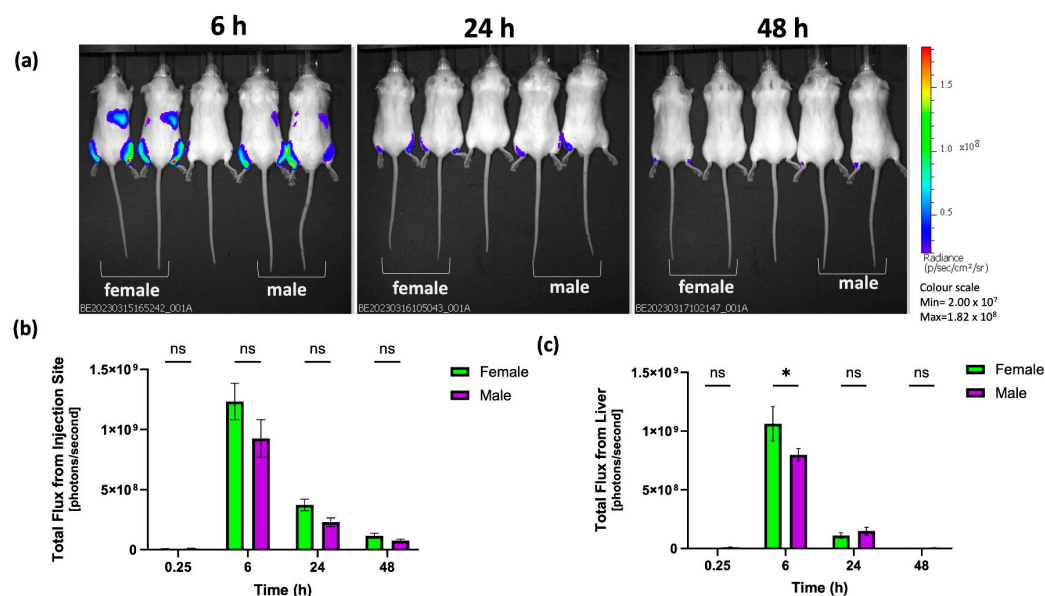 6 h
24 h
48 h
(a)
female
male
BE20230315165242_001A
female
male
BE20230316105043_001A
female
male
BE20230317102147_001A
1.5
1.0 x10⁸
0.5
Radiance
(p/sec/cm²/sr)
Colour scale
Min= 2.00 x 10⁷
Max=1.82 x 10⁸
(b)
ns
ns
ns
ns
Female
Male
Total Flux from Injection Site
[photons/second]
1.5×10⁹
1×10⁹
5×10⁸
0
0.25
6
24
48
Time (h)
(c)
ns
*
ns
ns
Female
Male
Total Flux from Liver
[photons/second]
1.5×10⁹
1×10⁹
5×10⁸
0
0.25
6
24
48
Time (h)